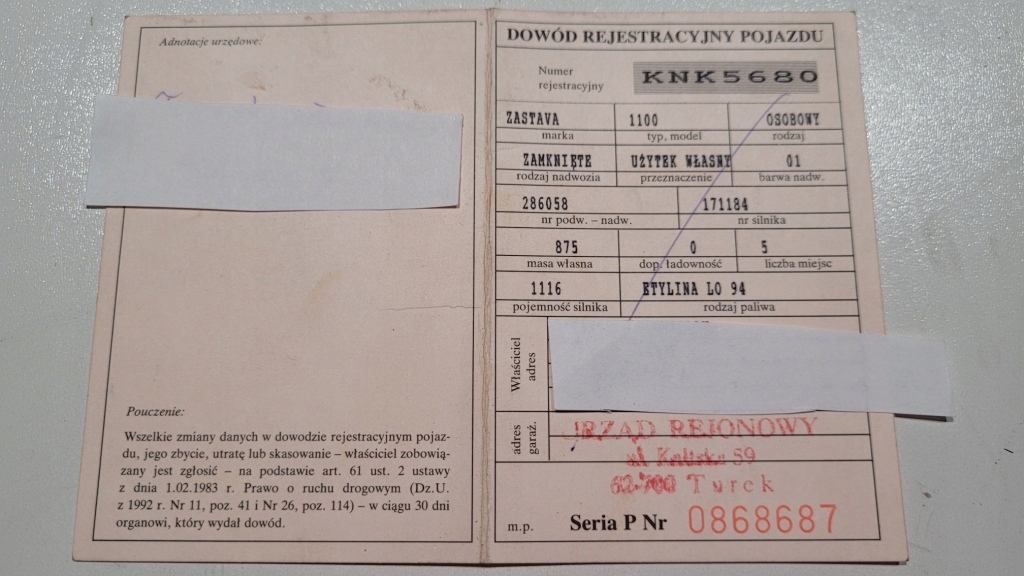 Adnotacje urzędowe:
Pouczenie:
Wszelkie zmiany danych w dowodzie rejestracyjnym pojaz-
du, jego zbycie, utratę lub skasowanie – właściciel zobowią-
zany jest zgłosić – na podstawie art. 61 ust. 2 ustawy
z dnia 1.02.1983 r. Prawo o ruchu drogowym (Dz.U.
z 1992 r. Nr 11, poz. 41 i Nr 26, poz. 114) – w ciągu 30 dni
organowi, który wydał dowód.
DOWÓD REJESTRACYJNY POJAZDU
Numer
rejestracyjny
KNK5680
ZASTAVA 1100 OSOBOWY
marka typ, model rodzaj
ZAMKNIĘTE UŻYTEK WŁASNY 01
rodzaj nadwozia przeznaczenie barwa nadw.
286058 171184
nr podw. – nadw. nr silnika
875 0 5
masa własna dop. ładowność liczba miejsc
1116 ETYLINA LO 94
pojemność silnika rodzaj paliwa
Właściciel
adres
adres
garaż.
URZĄD REJONOWY
ul. Kaliska 59
62-700 Turek
m.p. Seria P Nr 0868687